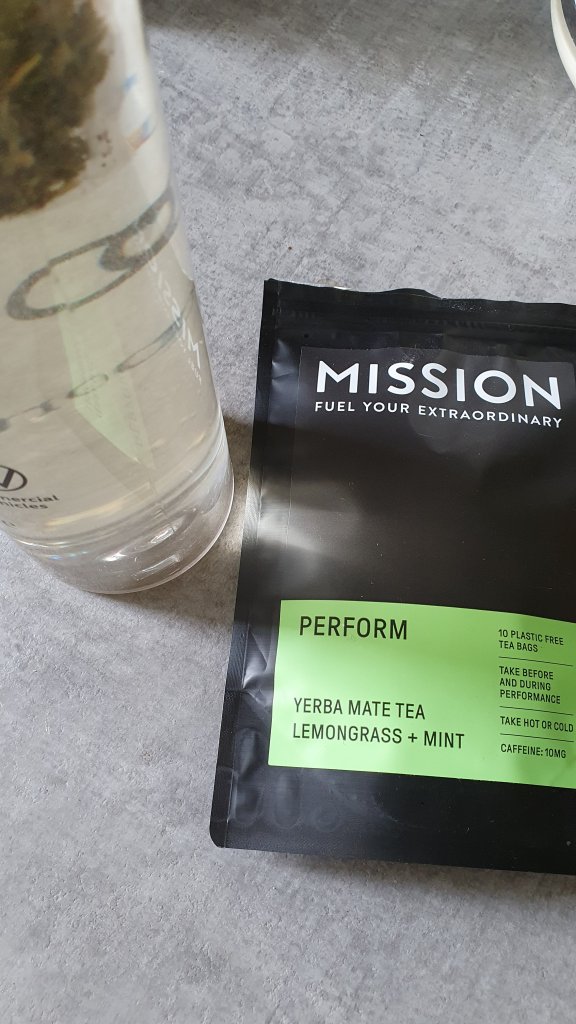 MISSION
FUEL YOUR EXTRAORDINARY
PERFORM
YERBA MATE TEA
LEMONGRASS + MINT
10 PLASTIC FREE
TEA BAGS
TAKE BEFORE
AND DURING
PERFORMANCE
TAKE HOT OR COLD
CAFFEINE: 10MG